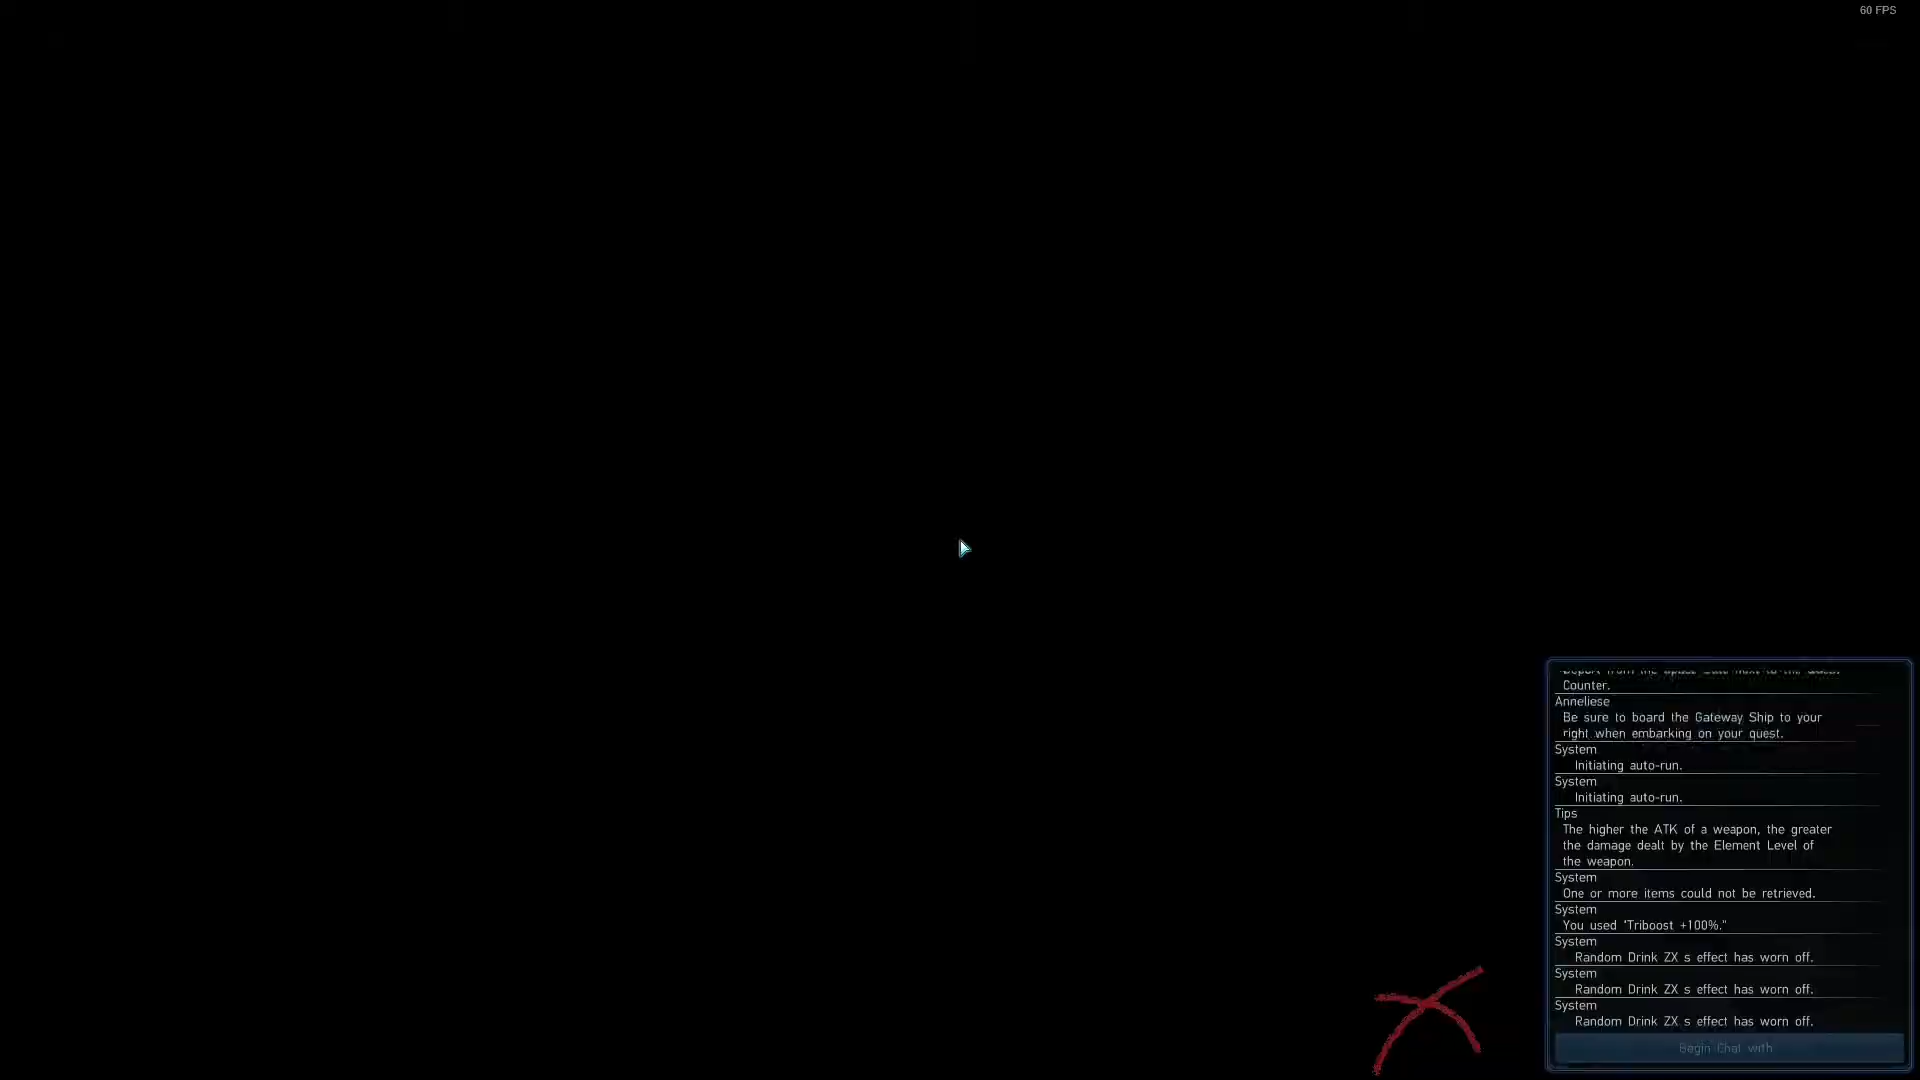 60 FPS
Counter.
Anneliese
Be sure to board the Gateway Ship to your
right when embarking on your quest.
System
Initiating auto-run.
System
Initiating auto-run.
Tips
The higher the ATK of a weapon, the greater
the damage dealt by the Element Level of
the weapon.
System
One or more items could not be retrieved.
System
You used "Triboost +100%."
System
Random Drink ZX s effect has worn off.
System
Random Drink ZX s effect has worn off.
System
Random Drink ZX s effect has worn off.
Begin Chat with